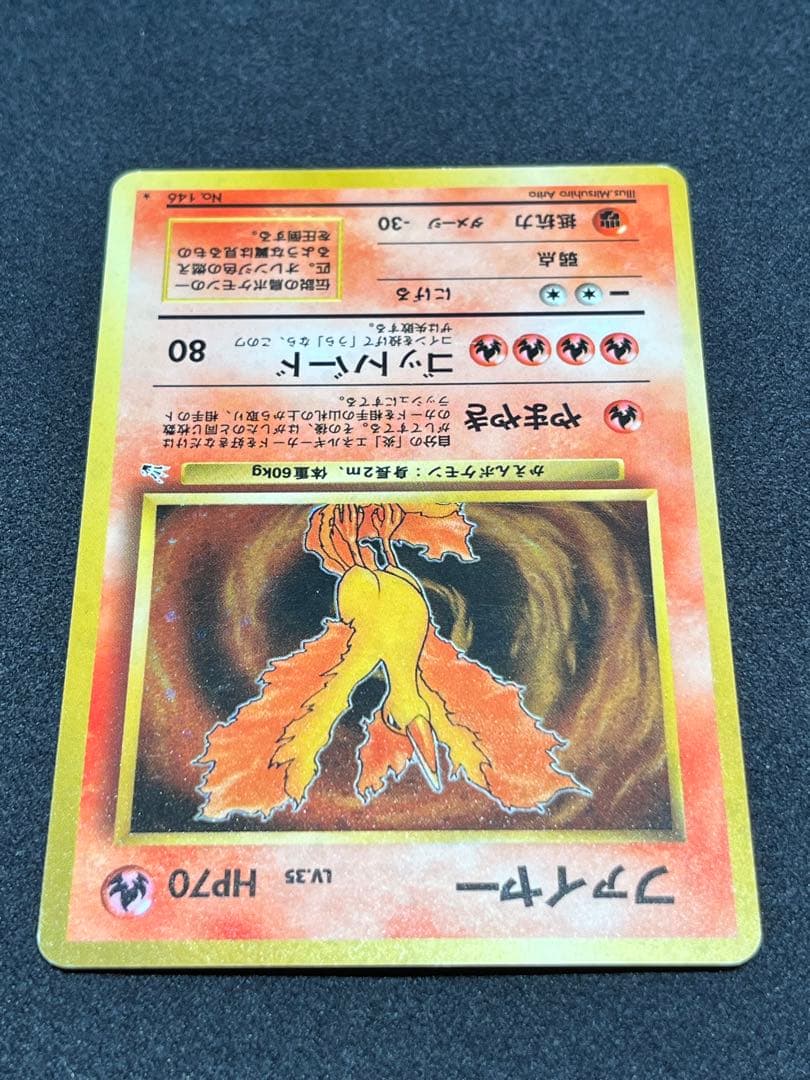 ファイヤー LV.35 HP70
かえんポケモン：身長2m、体重60kg
やまやき
自分の「炎」エネルギーカードを好きなだけはがしてすてる。その後、はがしたのと同じ枚数のカードを相手の山札の上から取り、相手のトラッシュにすてる。
ゴットバード 80
コインを投げて「うら」なら、このワザは失敗する。
にげる
弱点
抵抗力 ダメージ -30
伝説の鳥ポケモンの一匹。オレンジ色の燃えるような翼は見るものを圧倒する。
Illus.Mitsuhiro Arito
No. 146